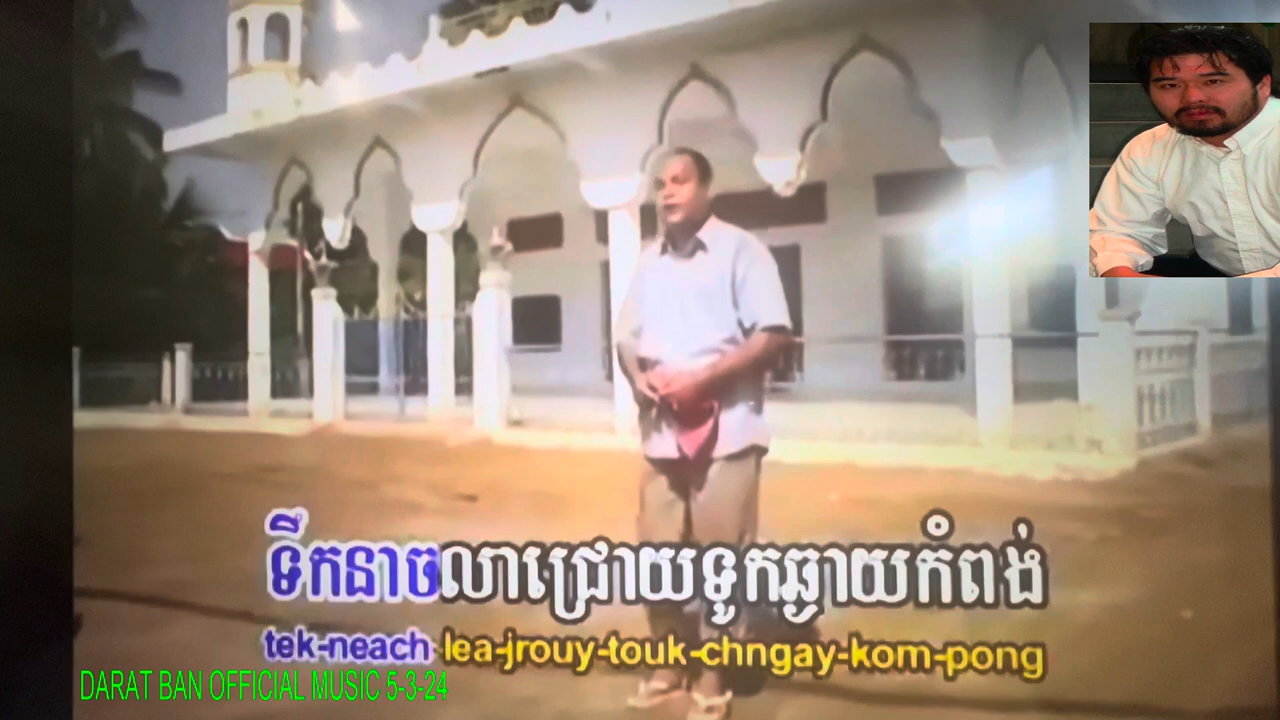 ទឹកនាចលាជ្រោយទូកឆ្ងាយកំពង់
tek-neach lea-jrouy-touk-chngay-kom-pong
DARAT BAN OFFICIAL MUSIC 5-3-24